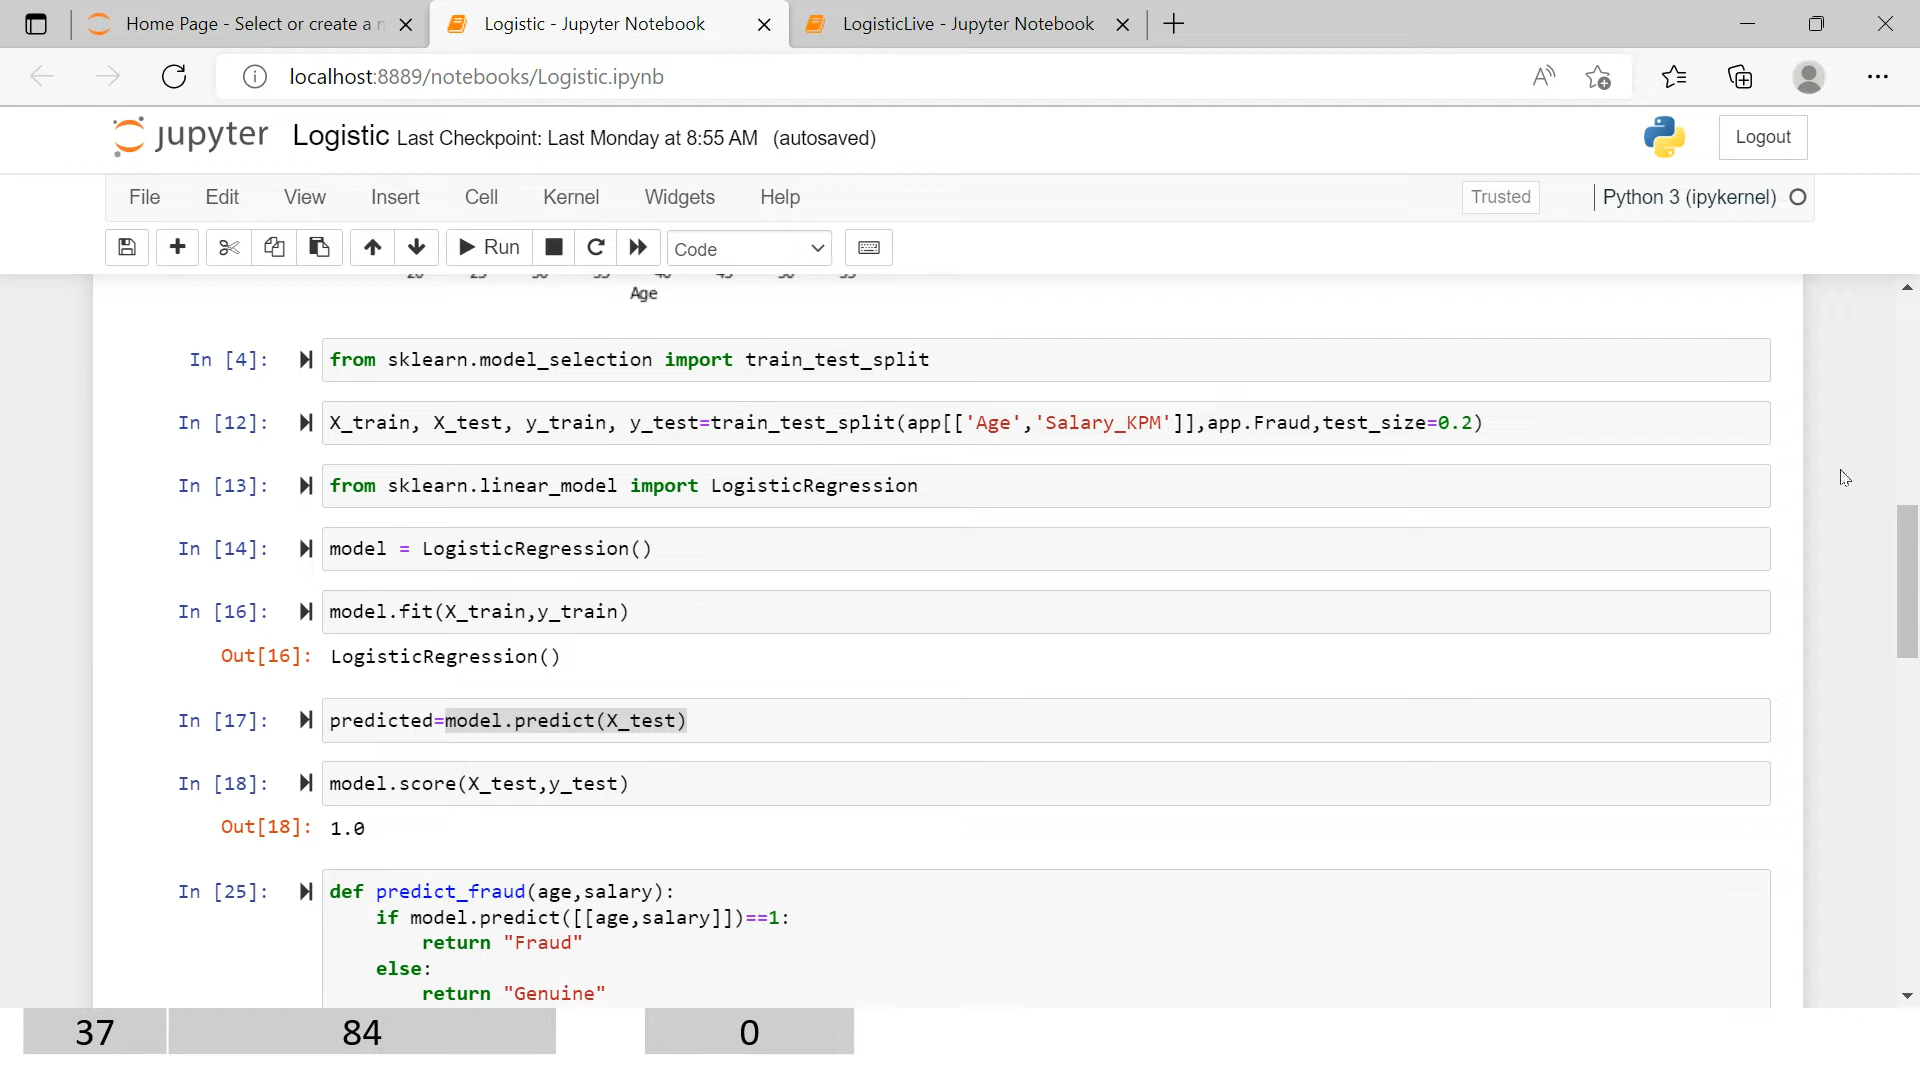 Home Page - Select or create a n
Logistic - Jupyter Notebook
LogisticLive - Jupyter Notebook
localhost:8889/notebooks/Logistic.ipynb
jupyter Logistic Last Checkpoint: Last Monday at 8:55 AM (autosaved)
Logout
File Edit View Insert Cell Kernel Widgets Help
Trusted
Python 3 (ipykernel)
Run
Code
Age
In [4]: from sklearn.model_selection import train_test_split
In [12]: X_train, X_test, y_train, y_test=train_test_split(app[['Age','Salary_KPM']],app.Fraud,test_size=0.2)
In [13]: from sklearn.linear_model import LogisticRegression
In [14]: model = LogisticRegression()
In [16]: model.fit(X_train,y_train)
Out[16]: LogisticRegression()
In [17]: predicted=model.predict(X_test)
In [18]: model.score(X_test,y_test)
Out[18]: 1.0
In [25]: def predict_fraud(age,salary):
if model.predict([[age,salary]])==1:
return "Fraud"
else:
return "Genuine"
37 84 0